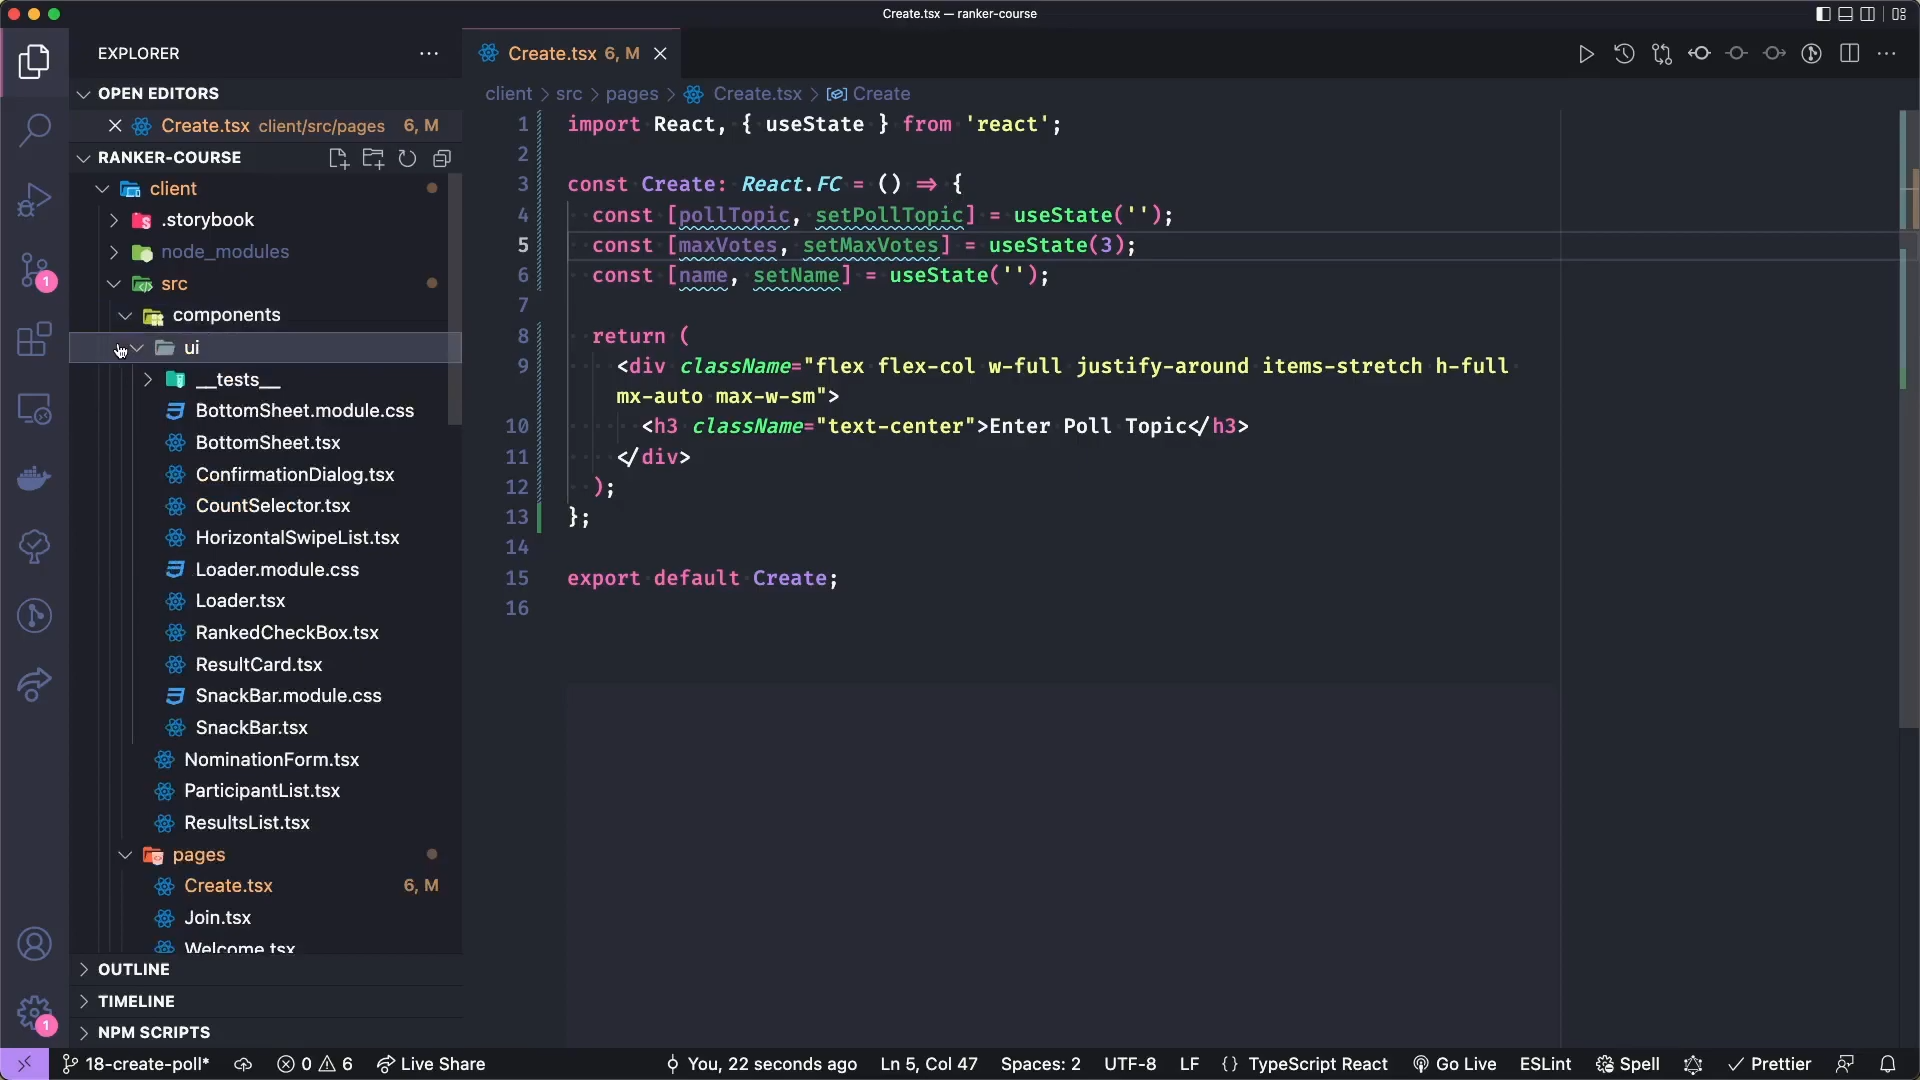 Create.tsx — ranker-course
EXPLORER
OPEN EDITORS
Create.tsx client/src/pages 6, M
RANKER-COURSE
client
.storybook
node_modules
src
components
ui
__tests__
BottomSheet.module.css
BottomSheet.tsx
ConfirmationDialog.tsx
CountSelector.tsx
HorizontalSwipeList.tsx
Loader.module.css
Loader.tsx
RankedCheckBox.tsx
ResultCard.tsx
SnackBar.module.css
SnackBar.tsx
NominationForm.tsx
ParticipantList.tsx
ResultsList.tsx
pages
Create.tsx 6, M
Join.tsx
Welcome.tsx
OUTLINE
TIMELINE
NPM SCRIPTS
1
1
Create.tsx 6, M
client > src > pages > Create.tsx > Create
1 import React, { useState } from 'react';
2
3 const Create: React.FC = () => {
4 const [pollTopic, setPollTopic] = useState('');
5 const [maxVotes, setMaxVotes] = useState(3);
6 const [name, setName] = useState('');
7
8 return (
9 <div className="flex flex-col w-full justify-around items-stretch h-full
mx-auto max-w-sm">
10 <h3 className="text-center">Enter Poll Topic</h3>
11 </div>
12 );
13 };
14
15 export default Create;
16
18-create-poll* 0 6 Live Share You, 22 seconds ago Ln 5, Col 47 Spaces: 2 UTF-8 LF {} TypeScript React Go Live ESLint Spell Prettier